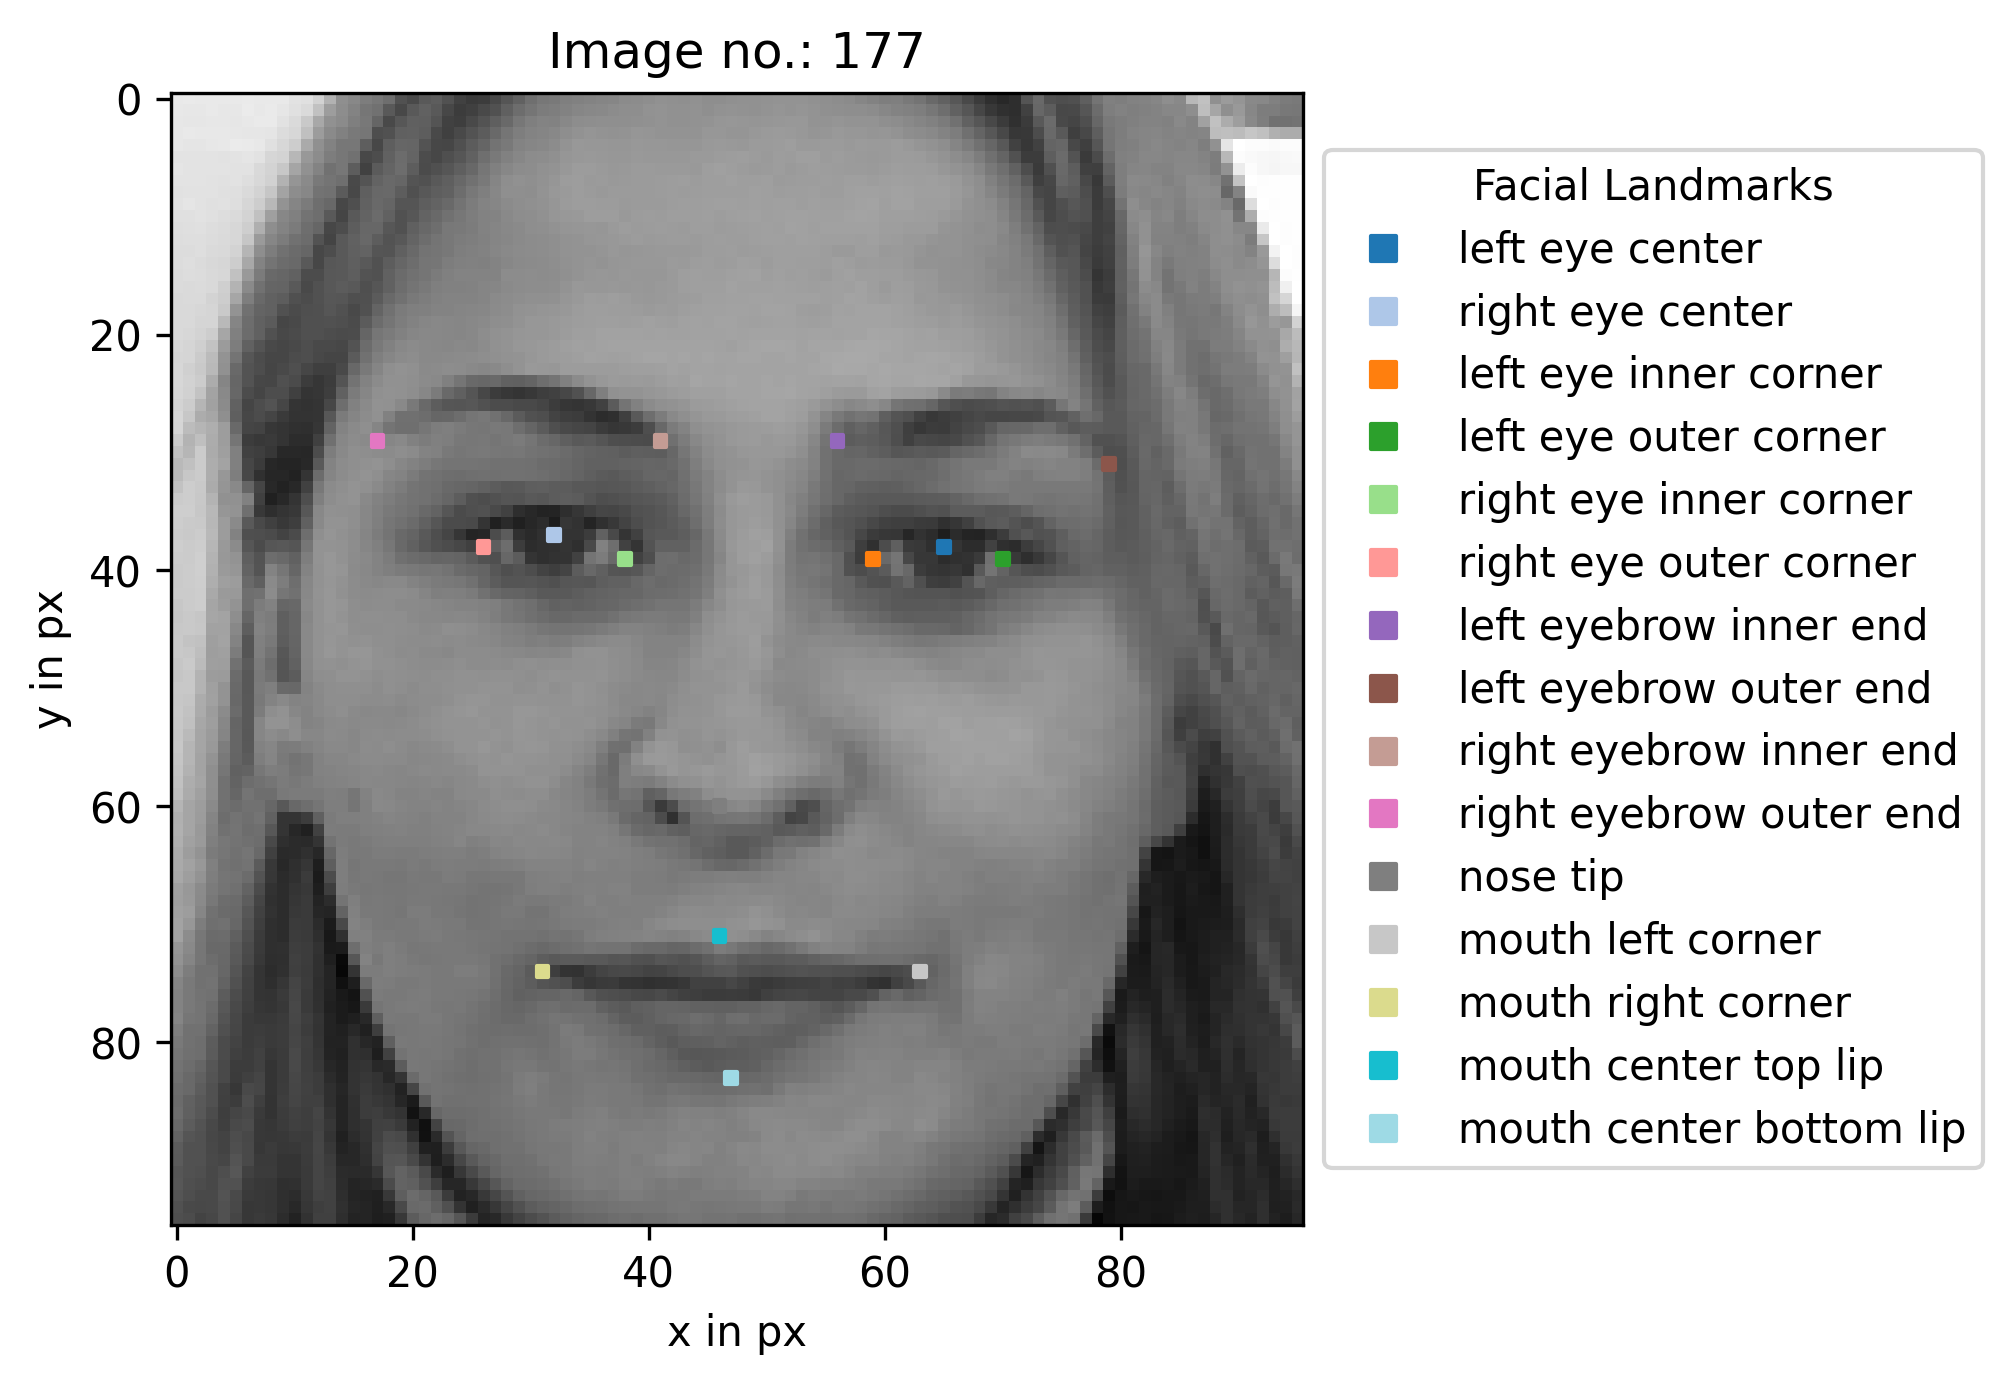 Image no.: 177
0
20
40
60
80
y in px
0 20 40 60 80
x in px
Facial Landmarks
left eye center
right eye center
left eye inner corner
left eye outer corner
right eye inner corner
right eye outer corner
left eyebrow inner end
left eyebrow outer end
right eyebrow inner end
right eyebrow outer end
nose tip
mouth left corner
mouth right corner
mouth center top lip
mouth center bottom lip